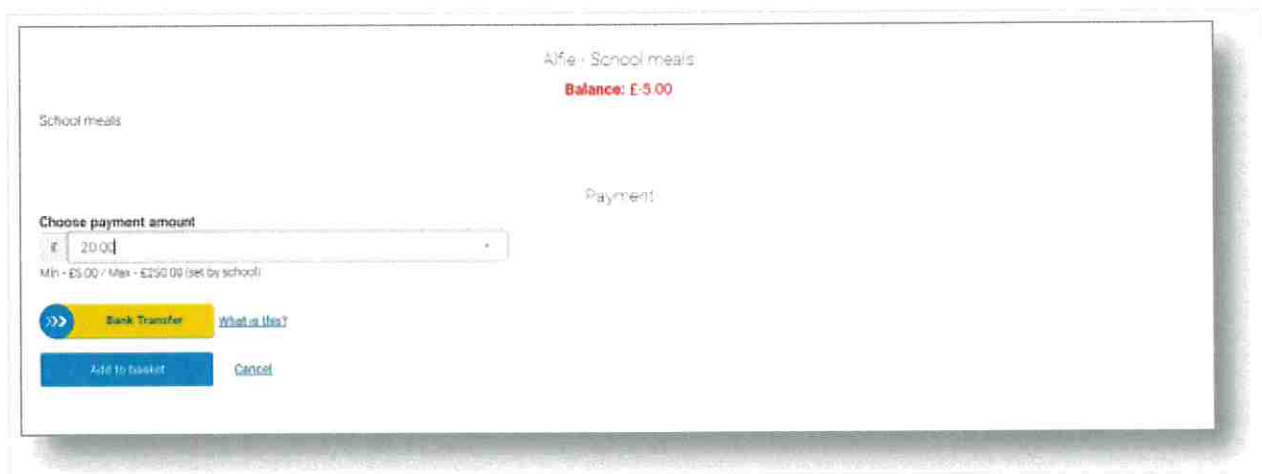 Alfie - School meals
Balance: £-5.00
School meals
Payment
Choose payment amount
£ 20.00
Min - £5.00 / Max - £250.00 (set by school)
Bank Transfer What is this?
Add to basket Cancel